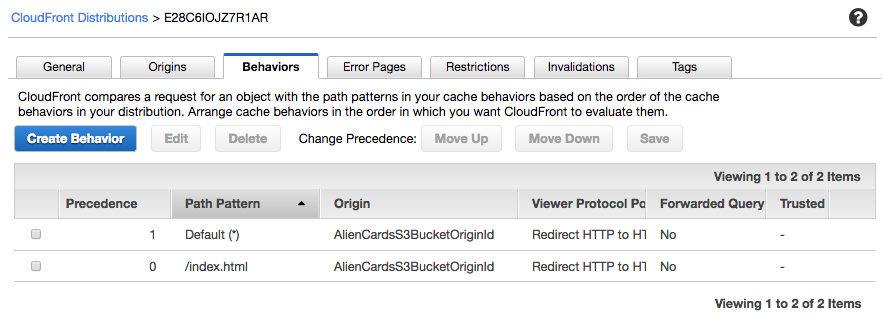 CloudFront Distributions > E28C6IOJZ7R1AR
?
General Origins Behaviors Error Pages Restrictions Invalidations Tags
CloudFront compares a request for an object with the path patterns in your cache behaviors based on the order of the cache
behaviors in your distribution. Arrange cache behaviors in the order in which you want CloudFront to evaluate them.
Create Behavior Edit Delete Change Precedence: Move Up Move Down Save
Viewing 1 to 2 of 2 Items
Precedence Path Pattern Origin Viewer Protocol Po Forwarded Query Trusted
1 Default (*) AlienCardsS3BucketOriginId Redirect HTTP to HT No -
0 /index.html AlienCardsS3BucketOriginId Redirect HTTP to HT No -
Viewing 1 to 2 of 2 Items